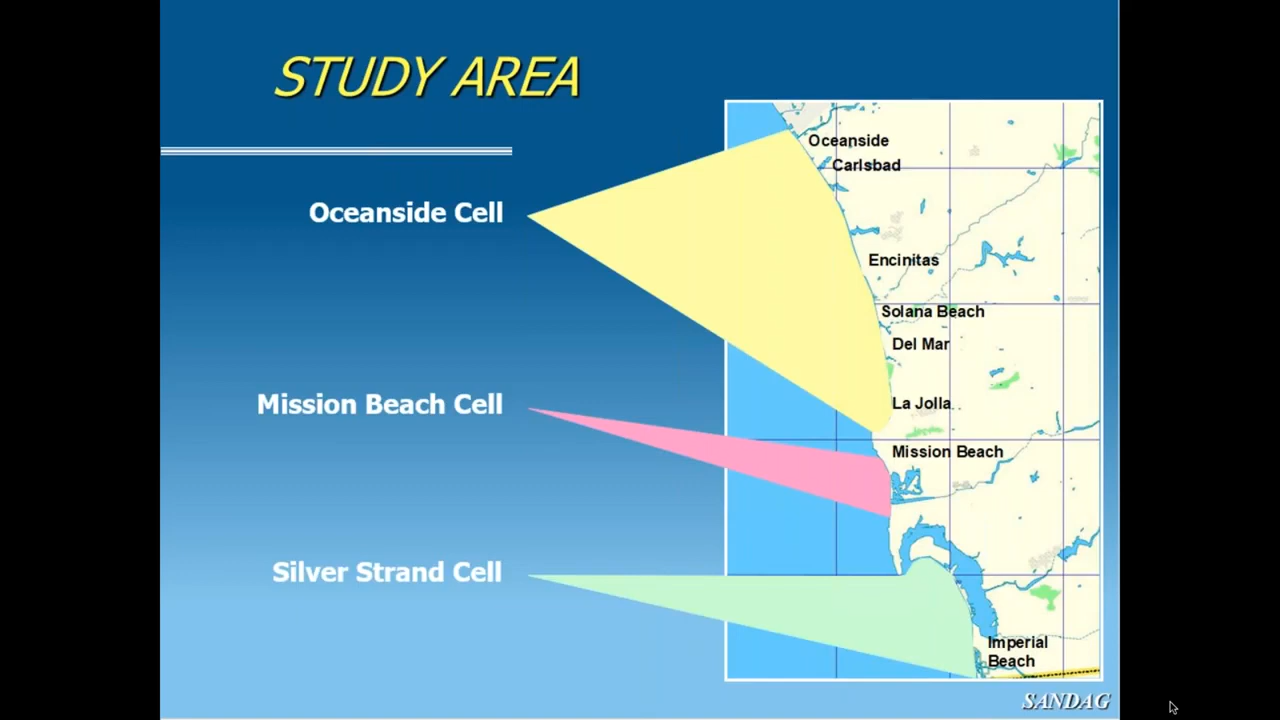 STUDY AREA
Oceanside Cell
Mission Beach Cell
Silver Strand Cell
Oceanside
Carlsbad
Encinitas
Solana Beach
Del Mar
La Jolla
Mission Beach
Imperial
Beach
SANDAG